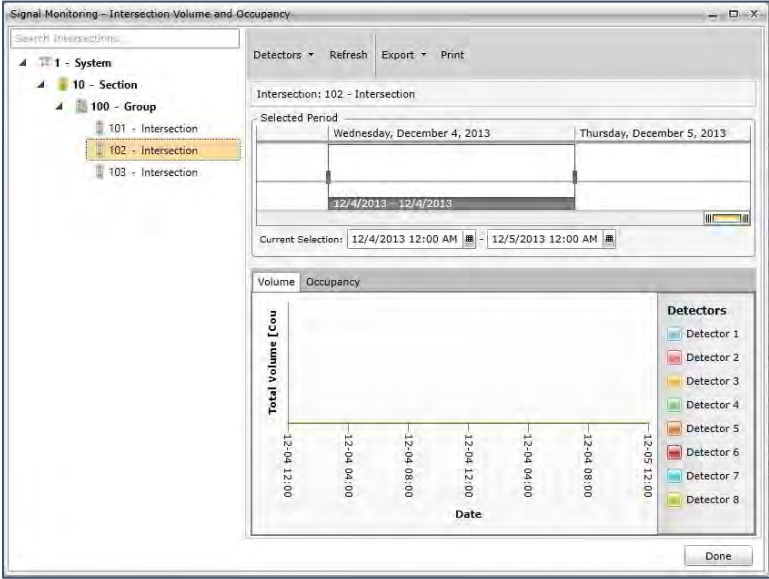 Signal Monitoring - Intersection Volume and Occupancy
Search Intersections...
1 - System
10 - Section
100 - Group
101 - Intersection
102 - Intersection
103 - Intersection
Detectors Refresh Export Print
Intersection: 102 - Intersection
Selected Period
Wednesday, December 4, 2013 Thursday, December 5, 2013
12/4/2013 - 12/4/2013
Current Selection: 12/4/2013 12:00 AM - 12/5/2013 12:00 AM
Volume Occupancy
Total Volume [Cou
12-04 12:00
12-04 04:00
12-04 08:00
12-04 12:00
12-04 04:00
12-04 08:00
12-05 12:00
Date
Detectors
Detector 1
Detector 2
Detector 3
Detector 4
Detector 5
Detector 6
Detector 7
Detector 8
Done